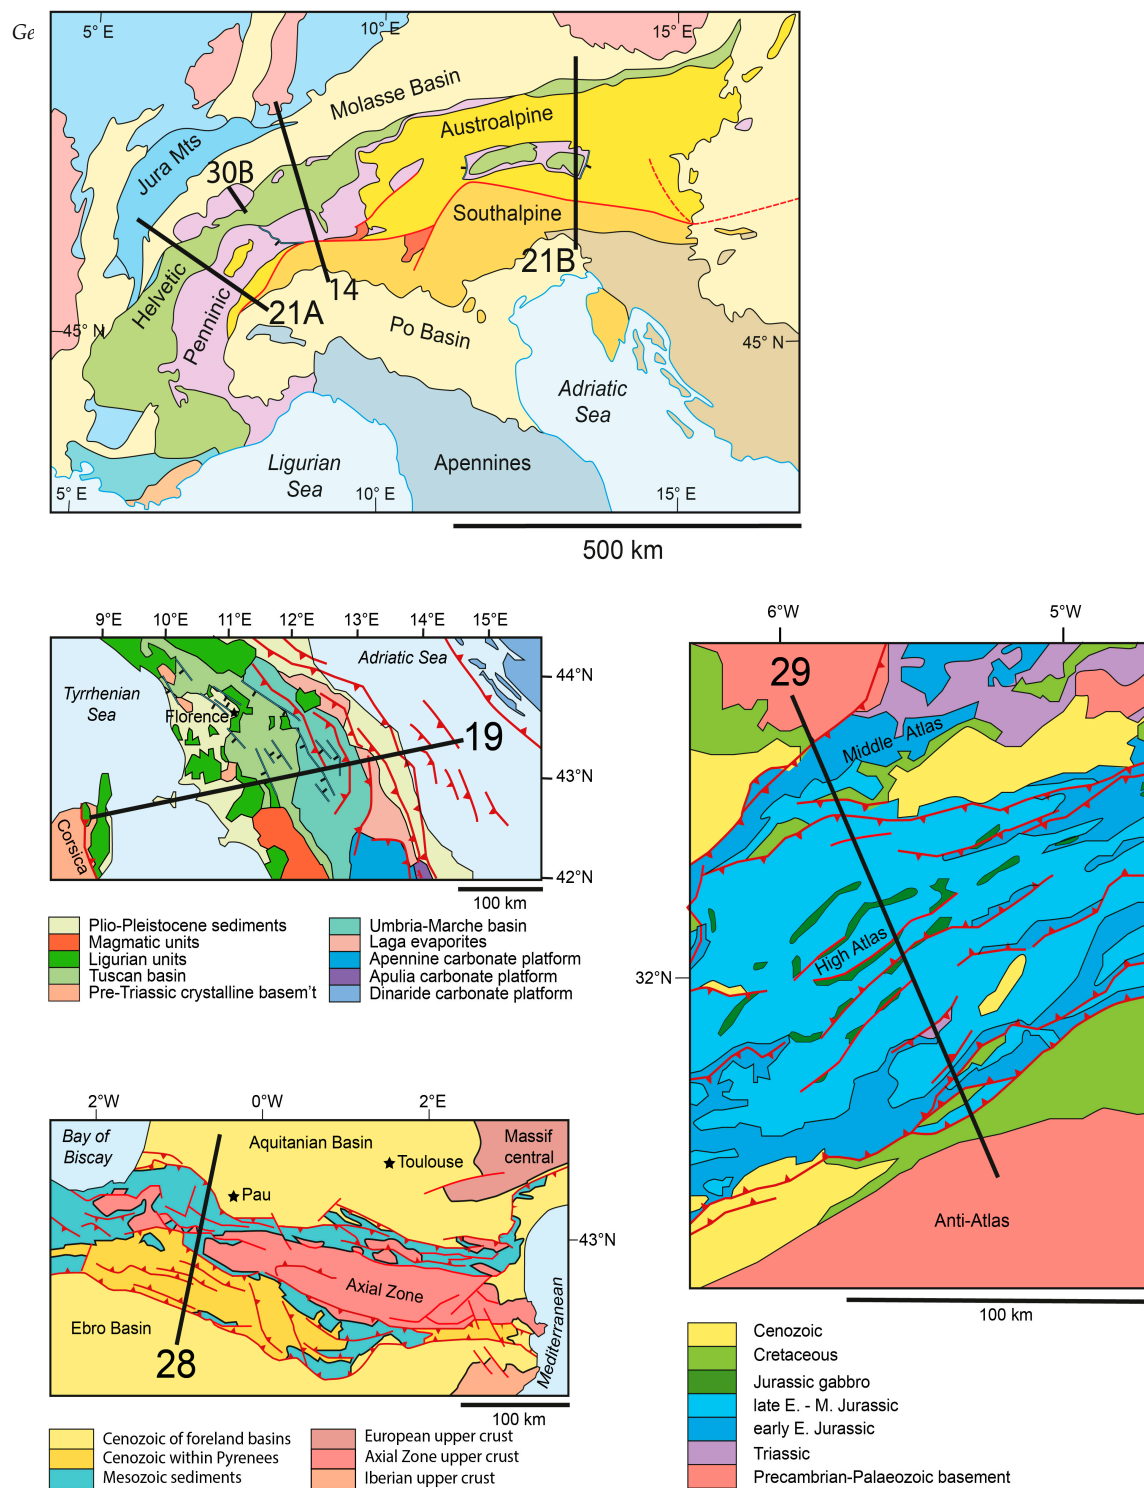 Ge
5° E
10° E
15° E
Molasse Basin
Austroalpine
Jura Mts
30B
Southalpine
21B
14
21A
Helvetic
Penninic
Po Basin
45° N
45° N
Adriatic
Sea
Ligurian
Sea
Apennines
5° E
10° E
15° E
500 km
9°E
10°E
11°E
12°E
13°E
14°E
15°E
Adriatic Sea
44°N
Tyrrhenian
Sea
Florence
19
43°N
Corsica
42°N
100 km
Plio-Pleistocene sediments
Magmatic units
Ligurian units
Tuscan basin
Pre-Triassic crystalline basem't
Umbria-Marche basin
Laga evaporites
Apennine carbonate platform
Apulia carbonate platform
Dinaride carbonate platform
6°W
5°W
29
Middle Atlas
High Atlas
32°N
Anti-Atlas
100 km
Cenozoic
Cretaceous
Jurassic gabbro
late E. - M. Jurassic
early E. Jurassic
Triassic
Precambrian-Palaeozoic basement
2°W
0°W
2°E
Bay of
Biscay
Aquitanian Basin
Massif
central
Toulouse
Pau
43°N
Axial Zone
Ebro Basin
28
Mediterranean
100 km
Cenozoic of foreland basins
Cenozoic within Pyrenees
Mesozoic sediments
European upper crust
Axial Zone upper crust
Iberian upper crust